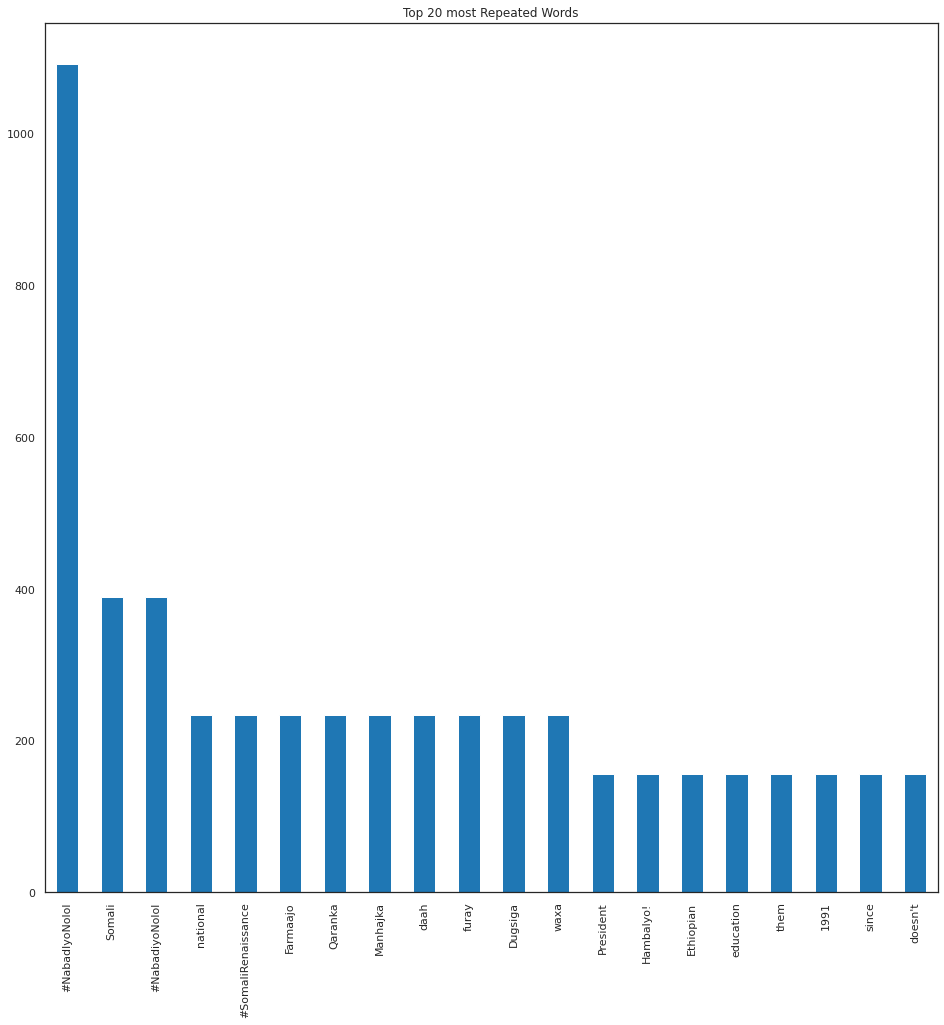 Top 20 most Repeated Words
1000
800
600
400
200
0
#NabadIyoNolol
Somali
#NabadiyoNolol
national
#SomaliRenaissance
Farmaajo
Qaranka
Manhajka
daah
furay
Dugsiga
waxa
President
Hambalyo!
Ethiopian
education
them
1991
since
doesn't